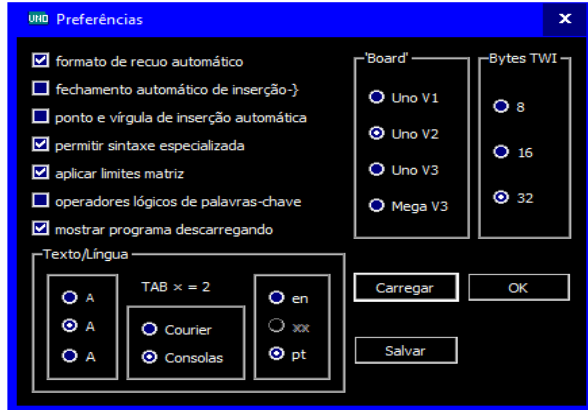 UNO Preferências x
formato de recuo automático
fechamento automático de inserção-}
ponto e vírgula de inserção automática
permitir sintaxe especializada
aplicar limites matriz
operadores lógicos de palavras-chave
mostrar programa descarregando
'Board'
Uno V1
Uno V2
Uno V3
Mega V3
Bytes TWI
8
16
32
Texto/Língua
A
A
A
TAB × = 2
Courier
Consolas
en
xx
pt
Carregar
OK
Salvar